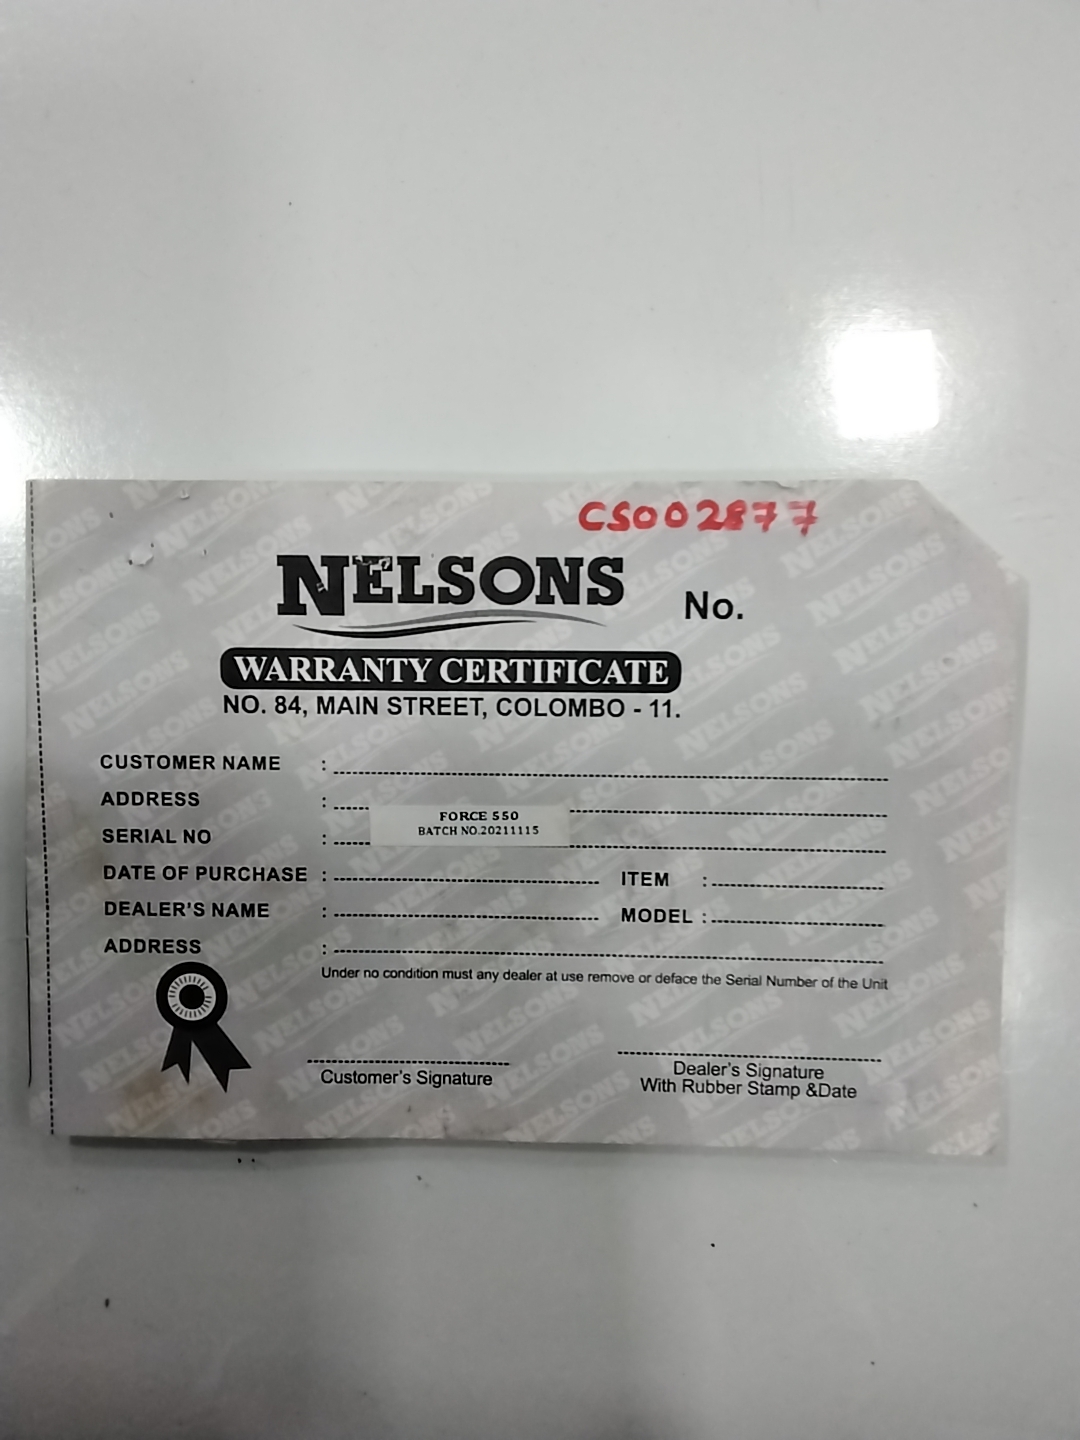 CS002877
NELSONS
No.
WARRANTY CERTIFICATE
NO. 84, MAIN STREET, COLOMBO - 11.
CUSTOMER NAME :
ADDRESS :
FORCE 550
BATCH NO.20211115
SERIAL NO :
DATE OF PURCHASE : ITEM :
DEALER'S NAME : MODEL :
ADDRESS :
Under no condition must any dealer at use remove or deface the Serial Number of the Unit
Customer's Signature
Dealer's Signature
With Rubber Stamp &Date